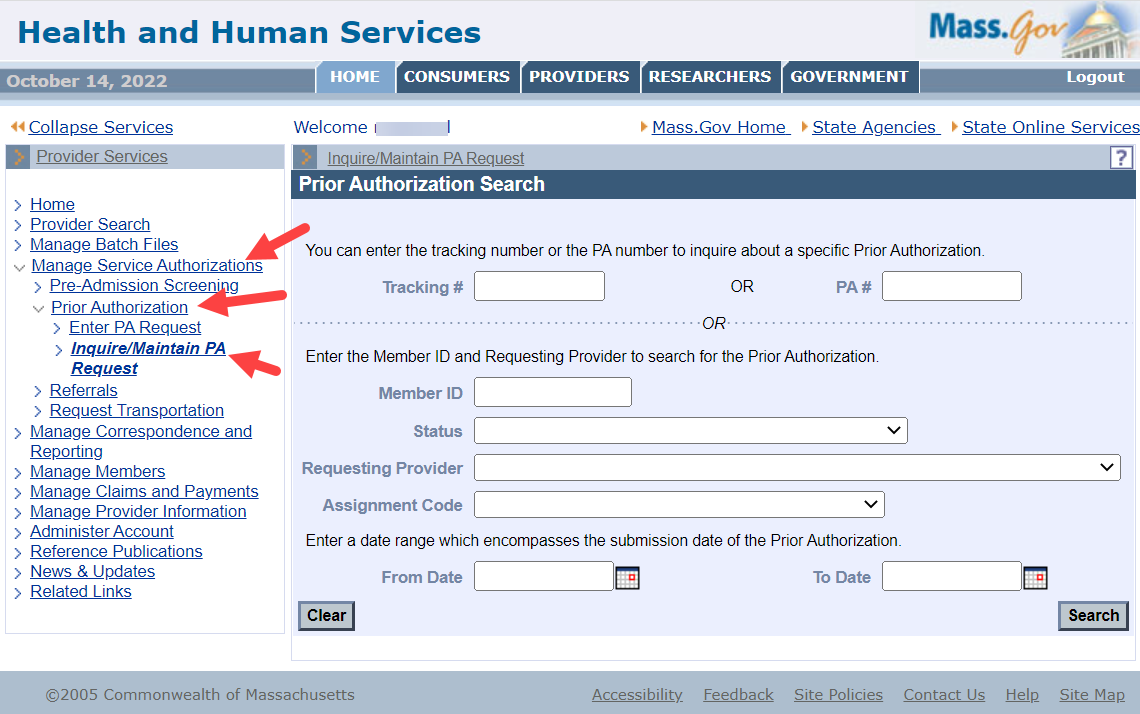 Health and Human Services
Mass.Gov
October 14, 2022
HOME CONSUMERS PROVIDERS RESEARCHERS GOVERNMENT Logout
Collapse Services
Welcome
Mass.Gov Home State Agencies State Online Services
Provider Services
Home
Provider Search
Manage Batch Files
Manage Service Authorizations
Pre-Admission Screening
Prior Authorization
Enter PA Request
Inquire/Maintain PA
Request
Referrals
Request Transportation
Manage Correspondence and
Reporting
Manage Members
Manage Claims and Payments
Manage Provider Information
Administer Account
Reference Publications
News & Updates
Related Links
Inquire/Maintain PA Request ?
Prior Authorization Search
You can enter the tracking number or the PA number to inquire about a specific Prior Authorization.
Tracking # OR PA #
OR
Enter the Member ID and Requesting Provider to search for the Prior Authorization.
Member ID
Status
Requesting Provider
Assignment Code
Enter a date range which encompasses the submission date of the Prior Authorization.
From Date To Date
Clear Search
©2005 Commonwealth of Massachusetts
Accessibility Feedback Site Policies Contact Us Help Site Map